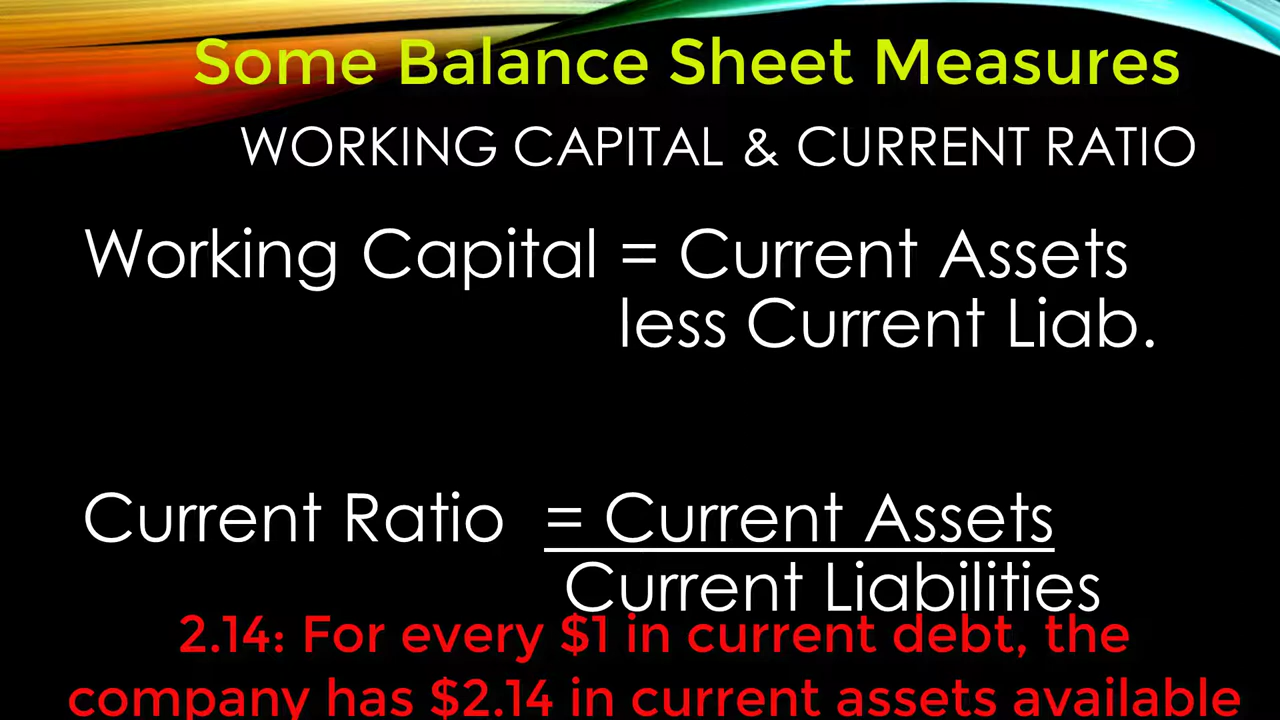 Some Balance Sheet Measures
WORKING CAPITAL & CURRENT RATIO
Working Capital = Current Assets
less Current Liab.
Current Ratio = Current Assets
Current Liabilities
2.14: For every $1 in current debt, the
company has $2.14 in current assets available